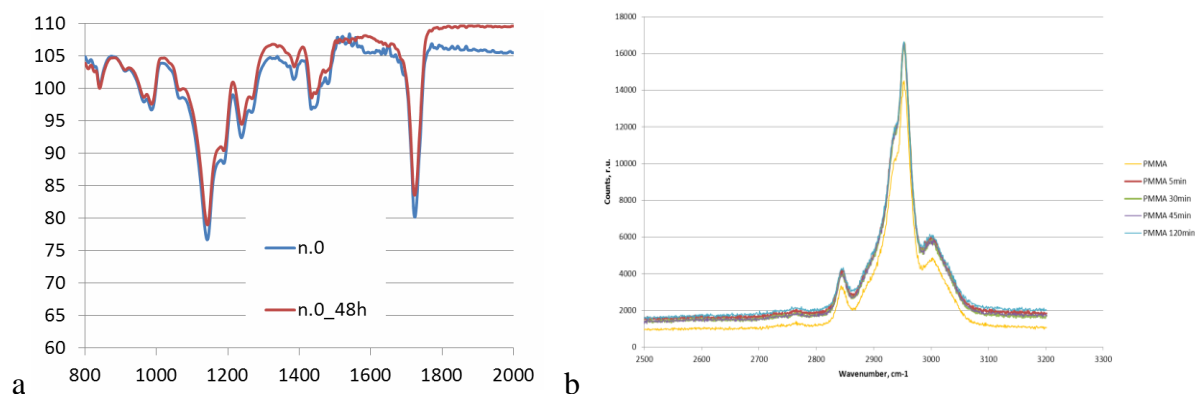 110
105
100
95
90
85
80
75
70
65
60
800 1000 1200 1400 1600 1800 2000
n.0
n.0_48h
a
18000
16000
14000
12000
10000
8000
6000
4000
2000
0
Counts, r.u.
2500 2600 2700 2800 2900 3000 3100 3200 3300
Wavenumber, cm-1
PMMA
PMMA 5min
PMMA 30min
PMMA 45min
PMMA 120min
b